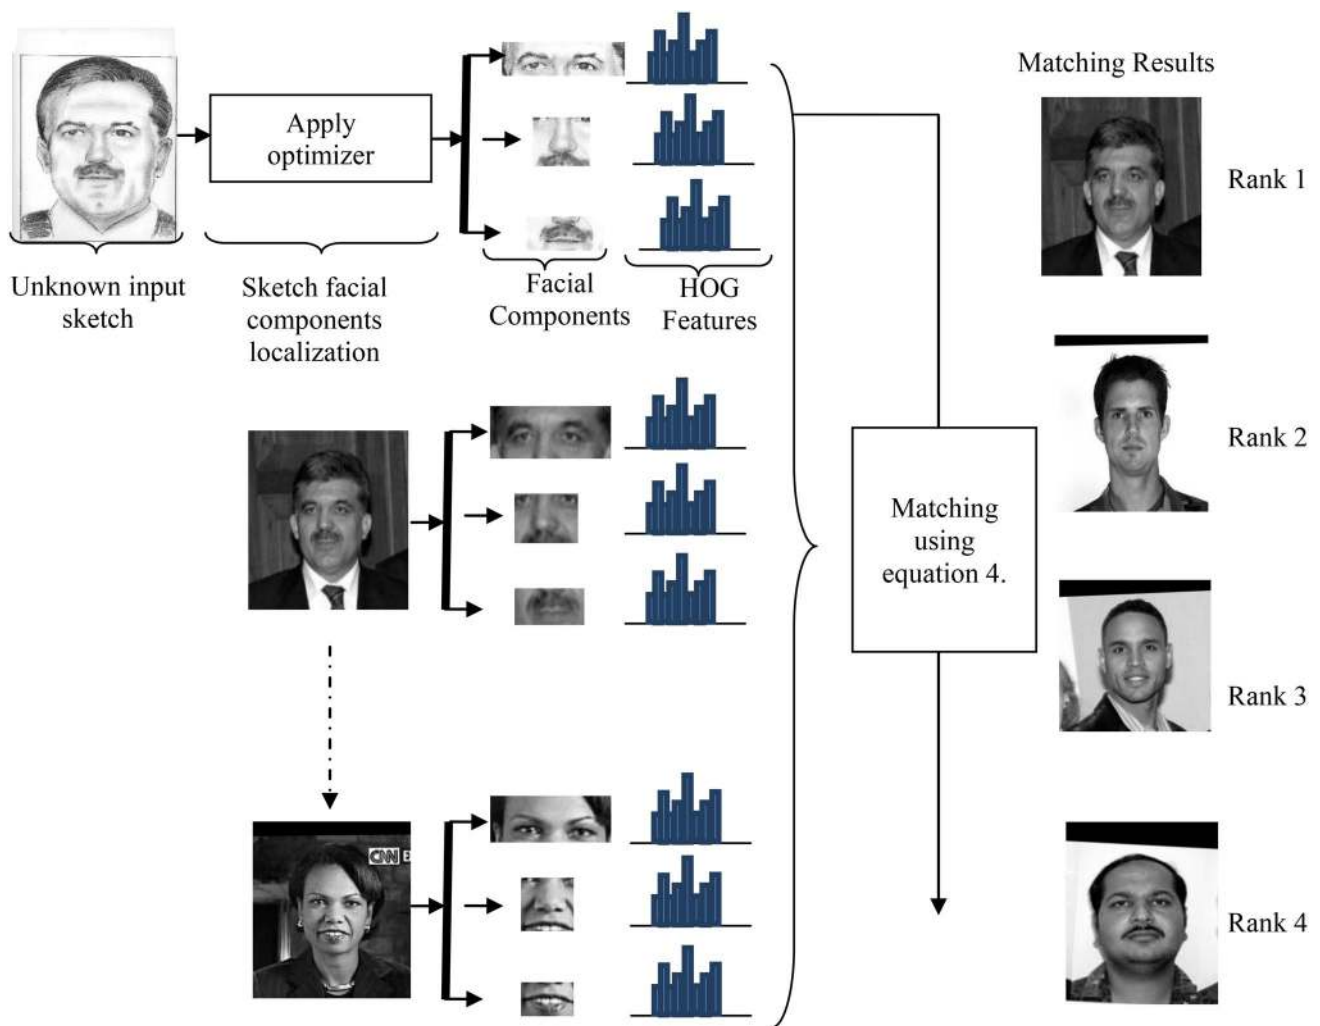 Apply
optimizer
Unknown input
sketch
Sketch facial
components
localization
Facial
Components
HOG
Features
Matching Results
Rank 1
Rank 2
Matching
using
equation 4.
Rank 3
CNN E
Rank 4